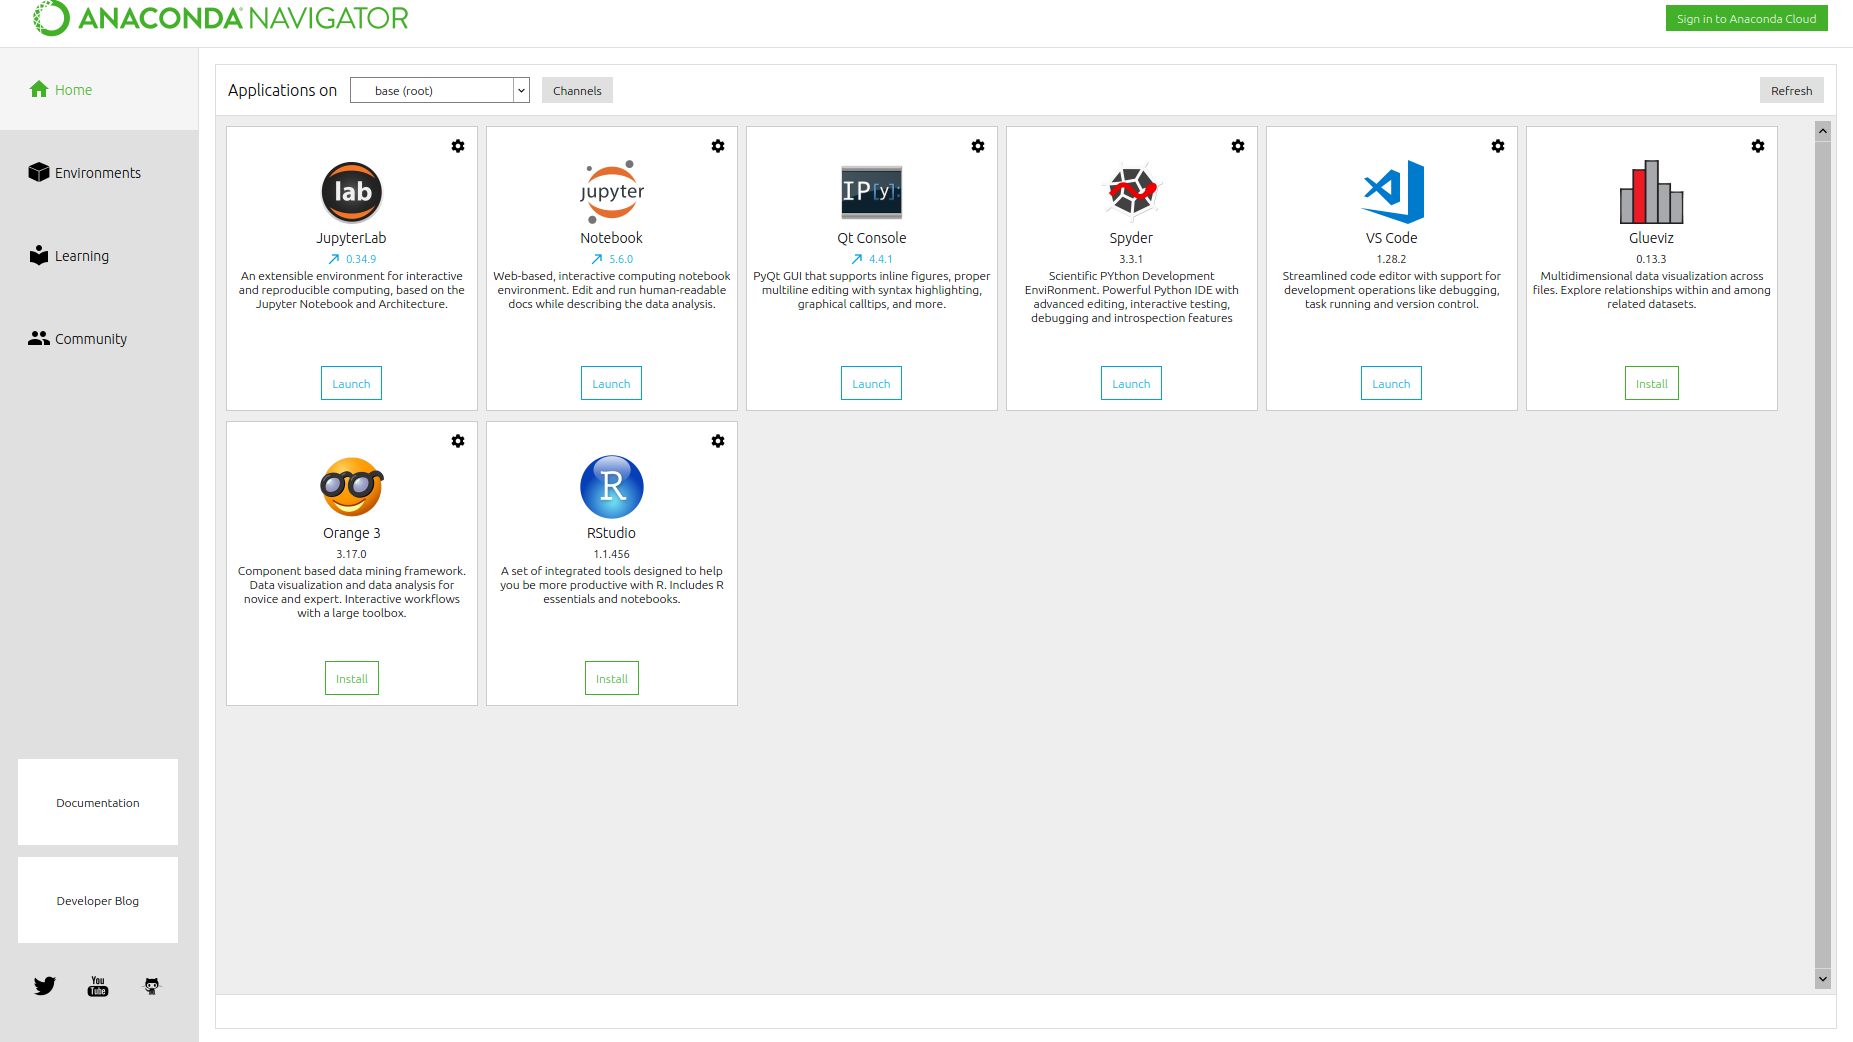 ANACONDA NAVIGATOR
Sign in to Anaconda Cloud
Home
Environments
Learning
Community
Documentation
Developer Blog
You
Tube
Applications on
base (root)
Channels
Refresh
lab
JupyterLab
0.34.9
An extensible environment for interactive
and reproducible computing, based on the
Jupyter Notebook and Architecture.
Launch
jupyter
Notebook
5.6.0
Web-based, interactive computing notebook
environment. Edit and run human-readable
docs while describing the data analysis.
Launch
IP[y]:
Qt Console
4.4.1
PyQt GUI that supports inline figures, proper
multiline editing with syntax highlighting,
graphical calltips, and more.
Launch
Spyder
3.3.1
Scientific PYthon Development
EnviRonment. Powerful Python IDE with
advanced editing, interactive testing,
debugging and introspection features
Launch
VS Code
1.28.2
Streamlined code editor with support for
development operations like debugging,
task running and version control.
Launch
Glueviz
0.13.3
Multidimensional data visualization across
files. Explore relationships within and among
related datasets.
Install
Orange 3
3.17.0
Component based data mining framework.
Data visualization and data analysis for
novice and expert. Interactive workflows
with a large toolbox.
Install
R
RStudio
1.1.456
A set of integrated tools designed to help
you be more productive with R. Includes R
essentials and notebooks.
Install